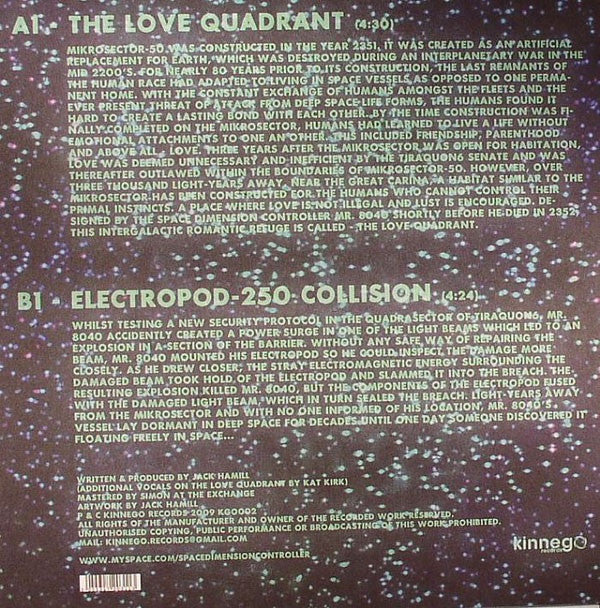 A1 - THE LOVE QUADRANT (4:30)
MIKROSECTOR-50 WAS CONSTRUCTED IN THE YEAR 2351, IT WAS CREATED AS AN ARTIFICIAL
REPLACEMENT FOR EARTH, WHICH WAS DESTROYED DURING AN INTERPLANETARY WAR IN THE
MID 2200'S. FOR NEARLY 80 YEARS PRIOR TO ITS CONSTRUCTION, THE LAST REMNANTS OF
THE HUMAN RACE HAD ADAPTED TO LIVING IN SPACE VESSELS, AS OPPOSED TO ONE PERMA-
NENT HOME. WITH THE CONSTANT EXCHANGE OF HUMANS AMONGST THE FLEETS AND THE
EVER PRESENT THREAT OF ATTACK FROM DEEP SPACE LIFE FORMS, THE HUMANS FOUND IT
HARD TO CREATE A LASTING BOND WITH EACH OTHER. BY THE TIME CONSTRUCTION WAS FI-
NALLY COMPLETED ON THE MIKROSECTOR, HUMANS HAD LEARNED TO LIVE A LIFE WITHOUT
EMOTIONAL ATTACHMENTS TO ONE ANOTHER. THIS INCLUDED FRIENDSHIP, PARENTHOOD
AND ABOVE ALL - LOVE. THREE YEARS AFTER THE MIKROSECTOR WAS OPEN FOR HABITATION,
LOVE WAS DEEMED UNNECESSARY AND INEFFICIENT BY THE TIRAQUON6 SENATE AND WAS
THEREAFTER OUTLAWED WITHIN THE BOUNDARIES OF MIKROSECTOR-50. HOWEVER, OVER
THREE THOUSAND LIGHT-YEARS AWAY, NEAR THE GREAT CARINA, A HABITAT SIMILAR TO THE
MIKROSECTOR HAS BEEN CONSTRUCTED FOR THE HUMANS WHO CANNOT CONTROL THEIR
PRIMAL INSTINCTS. A PLACE WHERE LOVE IS NOT ILLEGAL AND LUST IS ENCOURAGED. DE-
SIGNED BY THE SPACE DIMENSION CONTROLLER MR. 8040 SHORTLY BEFORE HE DIED IN 2352,
THIS INTERGALACTIC ROMANTIC REFUGE IS CALLED - THE LOVE QUADRANT.
B1 - ELECTROPOD-250 COLLISION (4:24)
WHILST TESTING A NEW SECURITY PROTOCOL IN THE QUADRASECTOR OF TIRAQUON6, MR.
8040 ACCIDENTLY CREATED A POWER SURGE IN ONE OF THE LIGHT BEAMS WHICH LED TO AN
EXPLOSION IN A-SECTION OF THE BARRIER. WITHOUT ANY SAFE WAY OF REPAIRING THE
BEAM, MR. 8040 MOUNTED HIS ELECTROPOD SO HE COULD INSPECT THE DAMAGE MORE
CLOSELY. AS HE DREW CLOSER, THE STRAY ELECTROMAGNETIC ENERGY SURROUNDING THE
DAMAGED BEAM TOOK HOLD OF THE ELECTROPOD AND SLAMMED IT INTO THE BREACH. THE
RESULTING EXPLOSION KILLED MR. 8040, BUT THE COMPONENTS OF THE ELECTROPOD FUSED
WITH THE DAMAGED LIGHT BEAM, WHICH IN TURN SEALED THE BREACH. LIGHT-YEARS AWAY
FROM THE MIKROSECTOR AND WITH NO ONE INFORMED OF HIS LOCATION, MR. 8040'S
VESSEL LAY DORMANT IN DEEP SPACE FOR DECADES UNTIL ONE DAY SOMEONE DISCOVERED IT
FLOATING FREELY IN SPACE...
WRITTEN & PRODUCED BY JACK HAMILL
(ADDITIONAL VOCALS ON THE LOVE QUADRANT BY KAT KIRK)
MASTERED BY SIMON AT THE EXCHANGE
ARTWORK BY JACK HAMILL
P & C KINNEGO RECORDS 2009 KGO002
ALL RIGHTS OF THE MANUFACTURER AND OWNER OF THE RECORDED WORK RESERVED.
UNAUTHORISED COPYING, PUBLIC PERFORMANCE OR BROADCASTING OF THIS WORK PROHIBITED.
MAIL: KINNEGO.RECORDS@GMAIL.COM
WWW.MYSPACE.COM/SPACEDIMENSIONCONTROLLER
kinnego
records